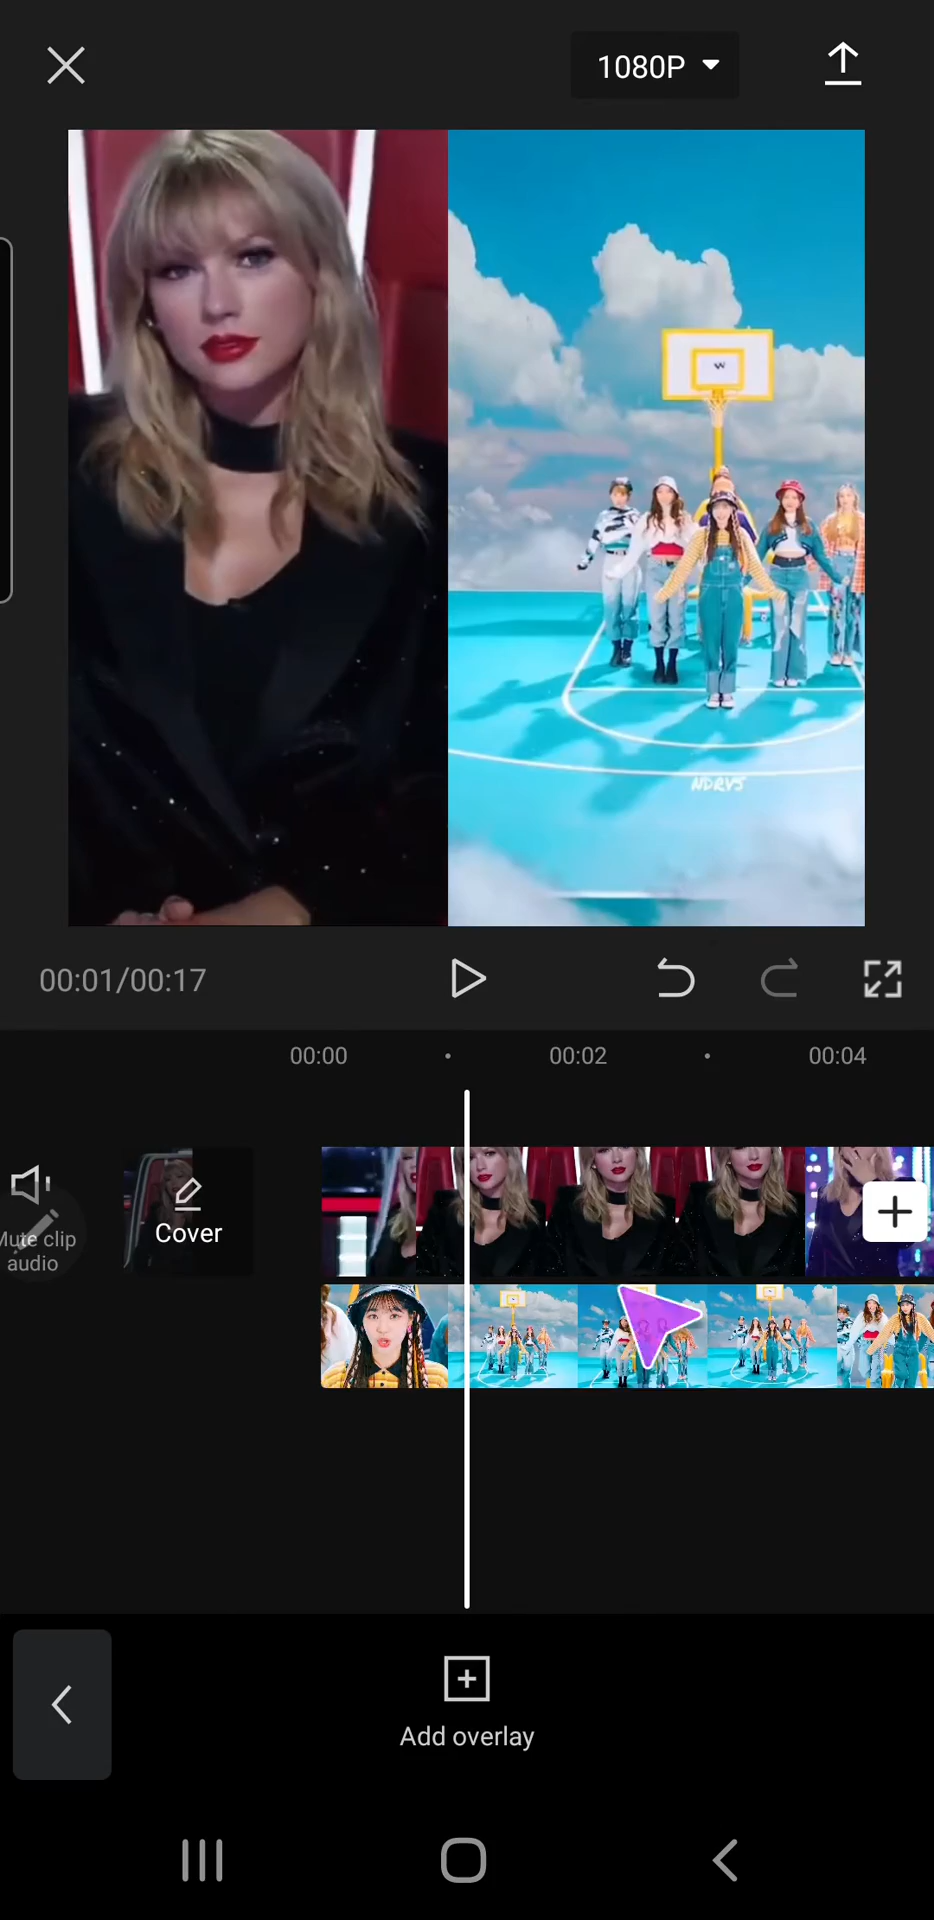 1080P
W
NDRVS
00:01/00:17
00:00
00:02
00:04
Mute clip
audio
Cover
Add overlay